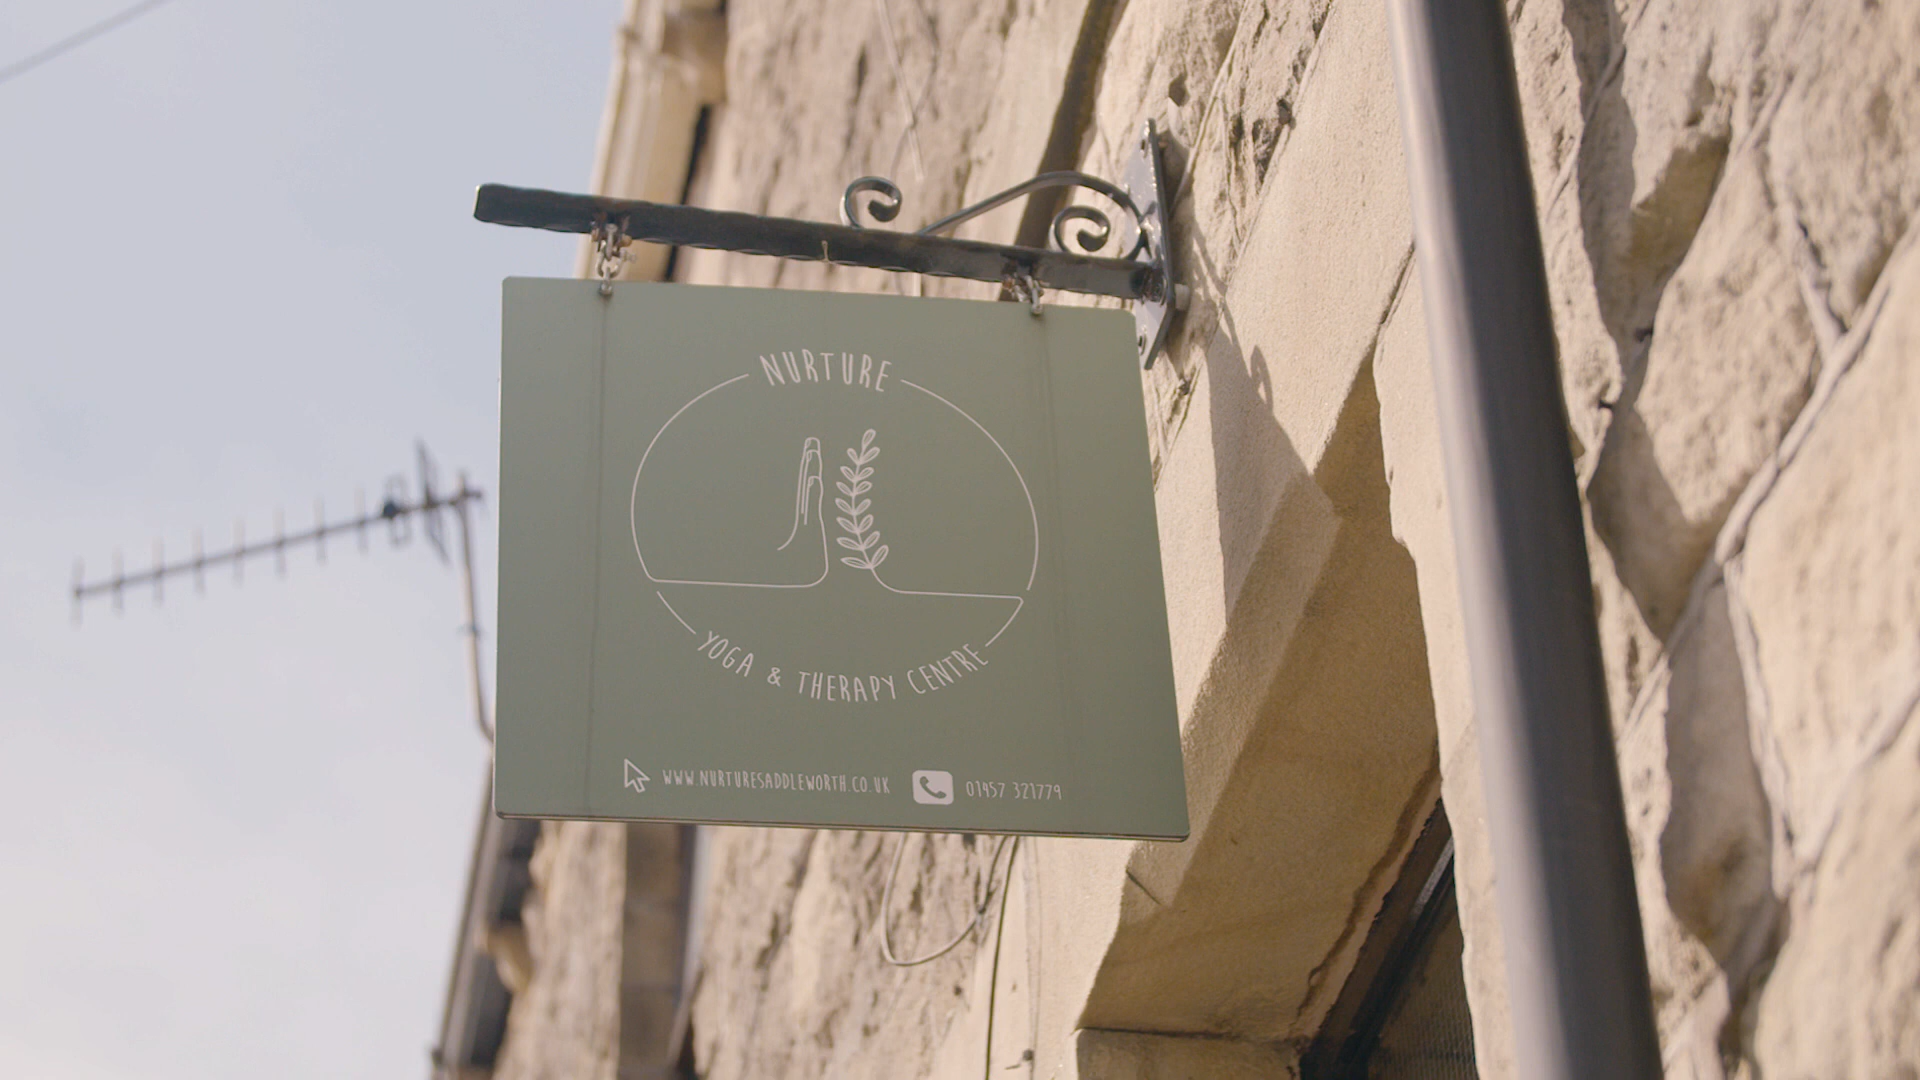 NURTURE
YOGA & THERAPY CENTRE
WWW.NURTURESADDLEWORTH.CO.UK
01457 321779